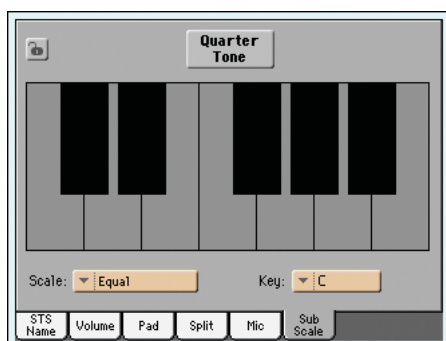 Quarter
Tone
Scale: Equal Key: C
STS
Name Volume Pad Split Mic Sub
Scale